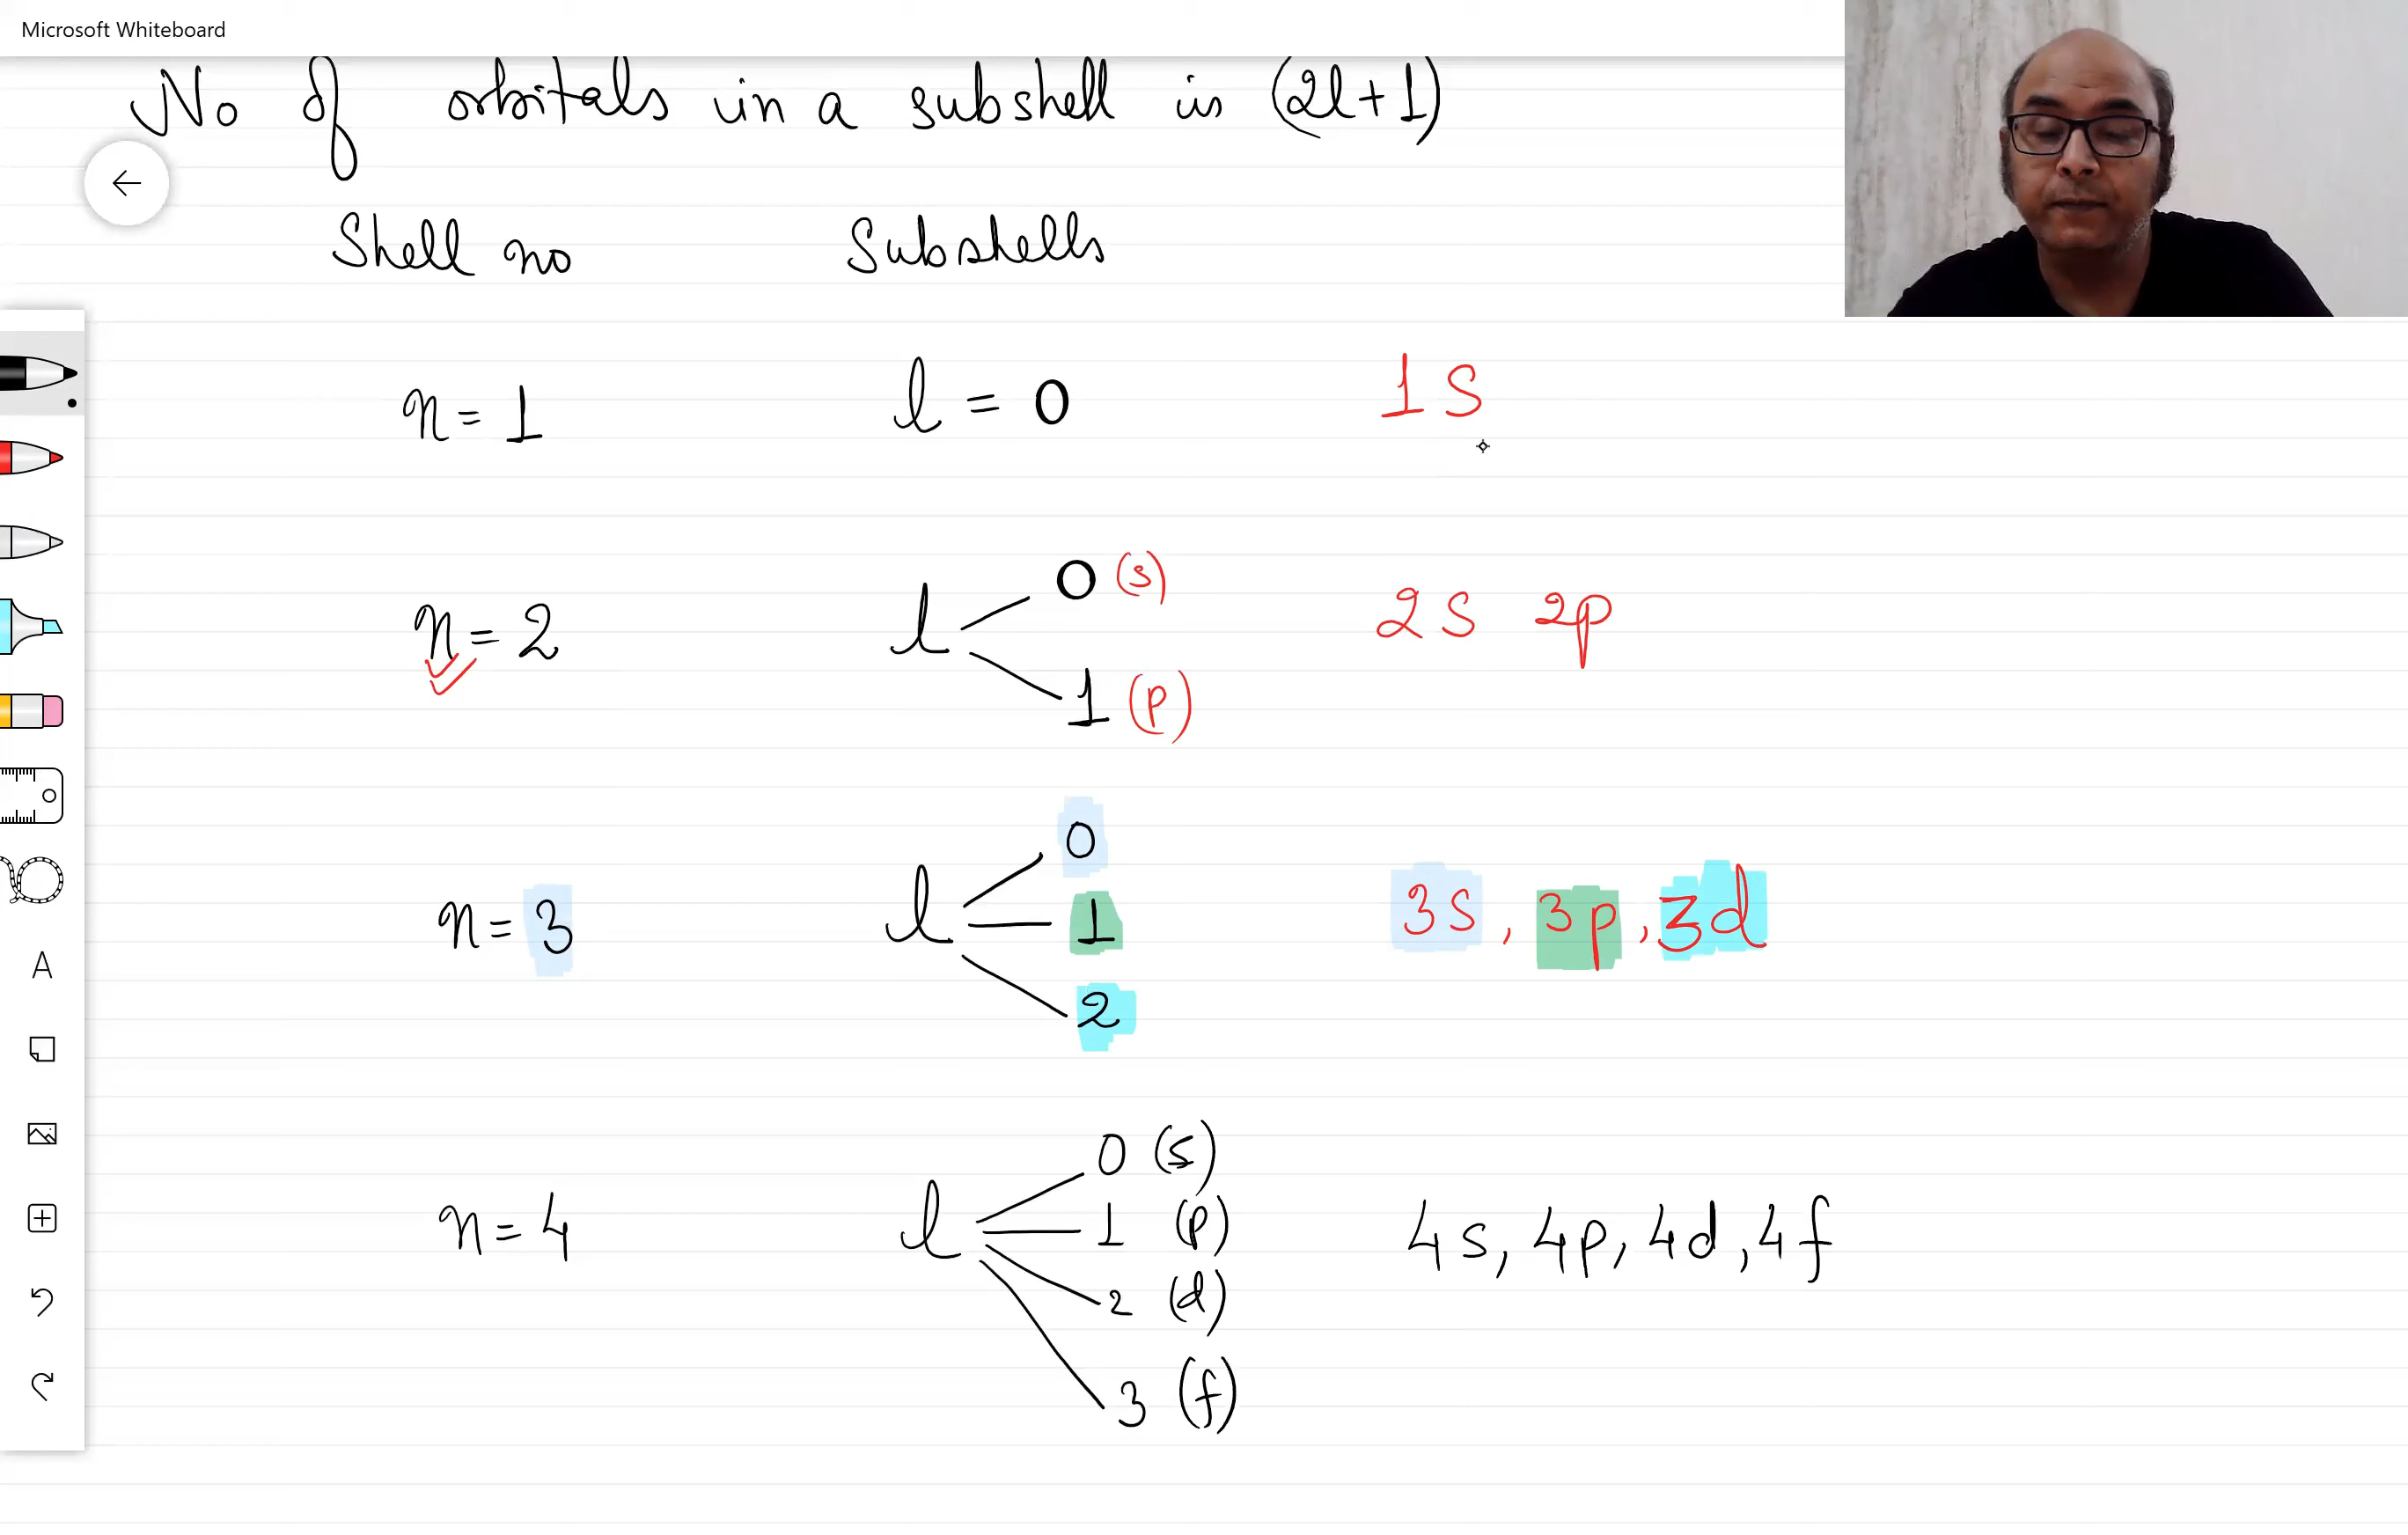 Microsoft Whiteboard
No of orbitals in a subshell is (2l+1)
Shell no Subshells
n = 1 l = 0 1s
n = 2 l 0 (s) 2s 2p
1 (p)
0
n = 3 l 1 3s, 3p, 3d
2
0 (s)
n = 4 l 1 (p) 4s, 4p, 4d, 4f
2 (d)
3 (f)
A